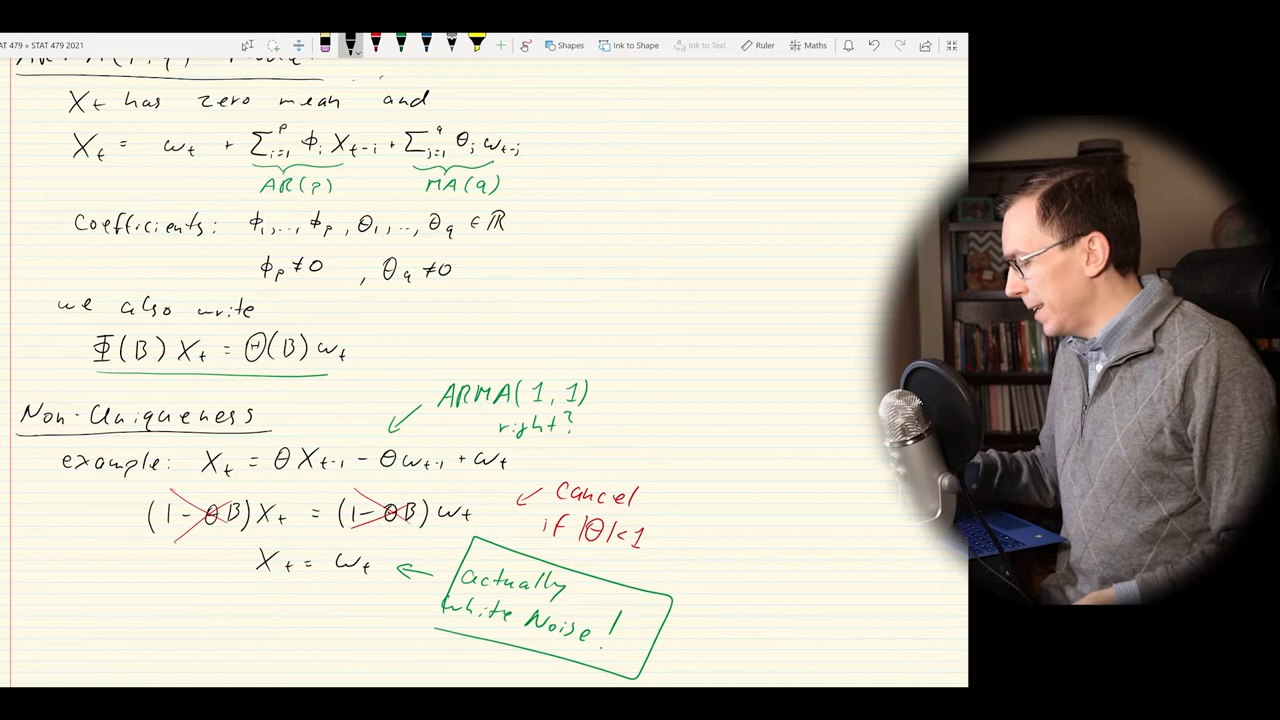 STAT 479 » STAT 479 2021
Shapes
Ink to Shape
Ink to Text
Ruler
Maths
Xt has zero mean and
Xt = wt + Σ_{i=1}^{p} ϕi Xt-i + Σ_{j=1}^{q} θj wt-j
AR(p) MA(q)
Coefficients: ϕ1,..., ϕp, θ1,..., θq ∈ ℝ
ϕp ≠ 0 , θq ≠ 0
we also write
Φ(B) Xt = Θ(B) wt
ARMA(1, 1)
right?
Non-Uniqueness
example: Xt = θ Xt-1 - θ wt-1 + wt
(1 - θB) Xt = (1 - θB) wt
cancel
if |θ| < 1
Xt = wt
actually
White Noise!